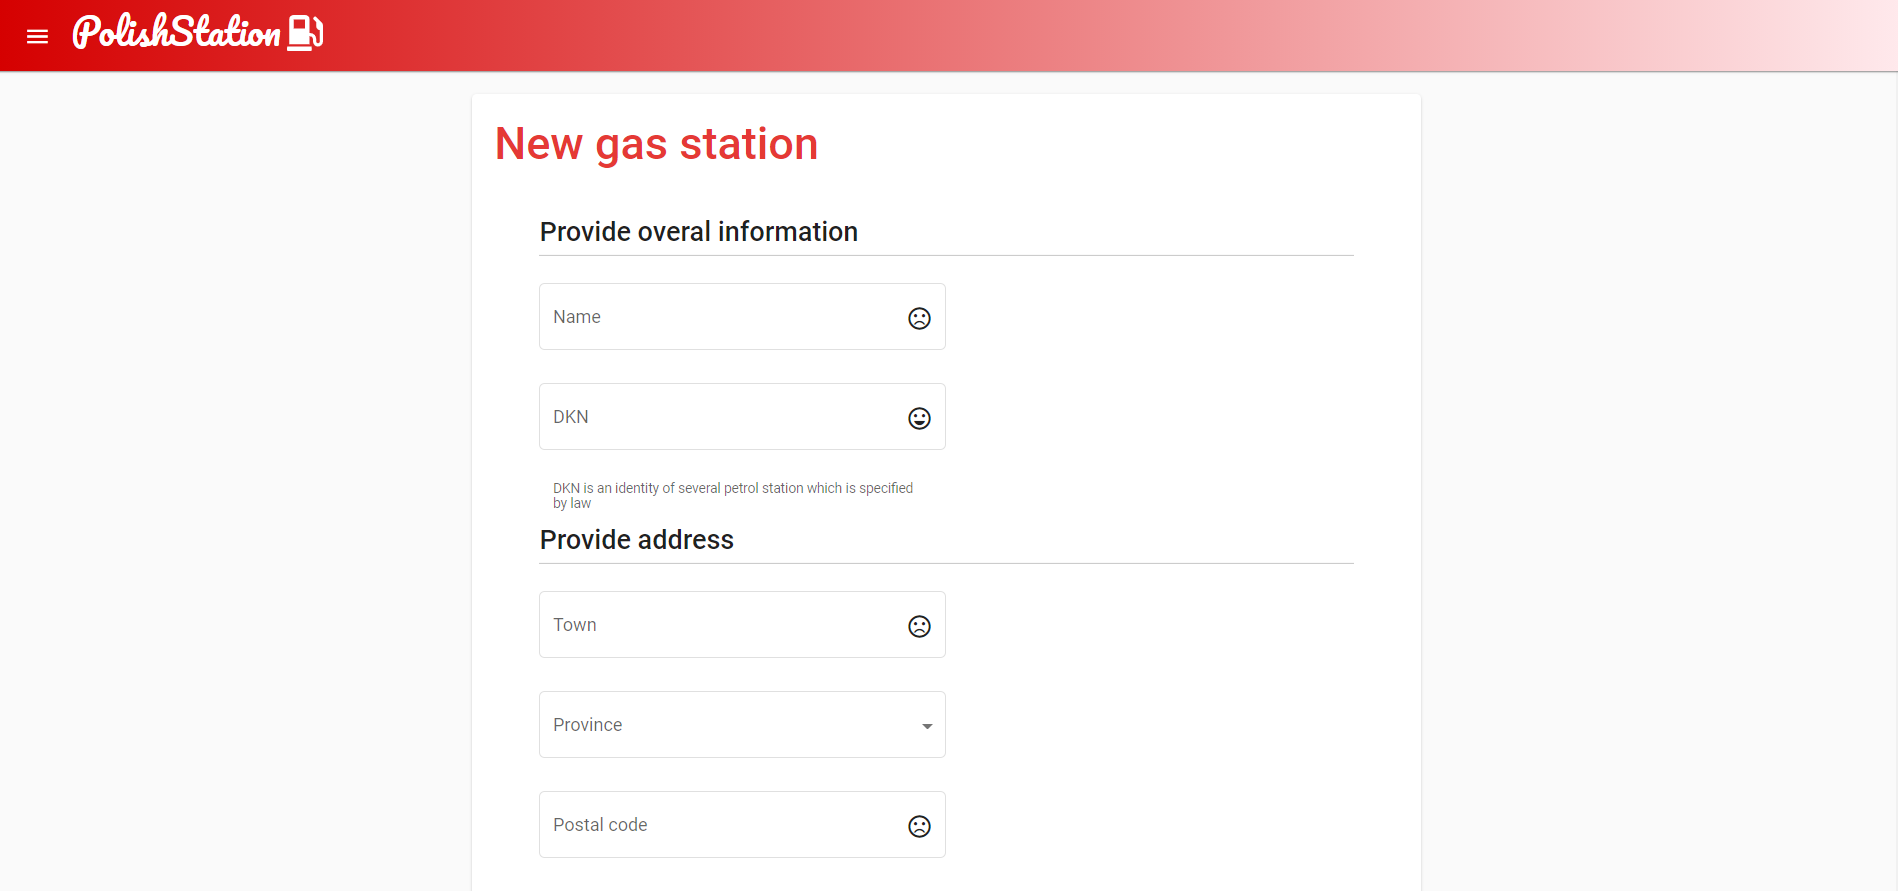 PolishStation
New gas station
Provide overal information
Name
DKN
DKN is an identity of several petrol station which is specified
by law
Provide address
Town
Province
Postal code